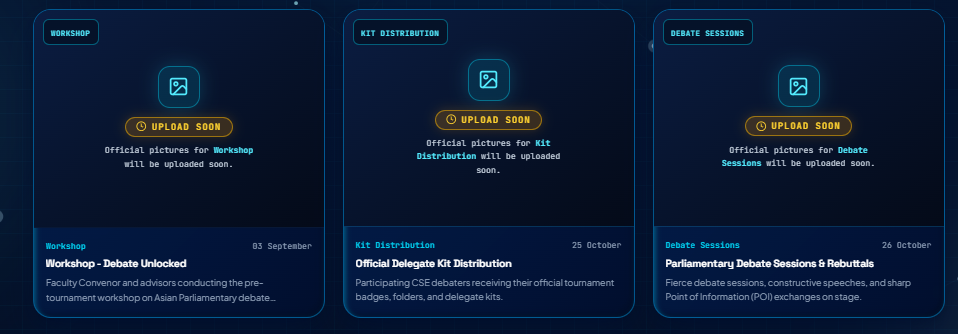 WORKSHOP
UPLOAD SOON
Official pictures for Workshop
will be uploaded soon.
Workshop 03 September
Workshop - Debate Unlocked
Faculty Convenor and advisors conducting the pre-
tournament workshop on Asian Parliamentary debate...
KIT DISTRIBUTION
UPLOAD SOON
Official pictures for Kit
Distribution will be uploaded
soon.
Kit Distribution 25 October
Official Delegate Kit Distribution
Participating CSE debaters receiving their official tournament
badges, folders, and delegate kits.
DEBATE SESSIONS
UPLOAD SOON
Official pictures for Debate
Sessions will be uploaded soon.
Debate Sessions 26 October
Parliamentary Debate Sessions & Rebuttals
Fierce debate sessions, constructive speeches, and sharp
Point of Information (POI) exchanges on stage.